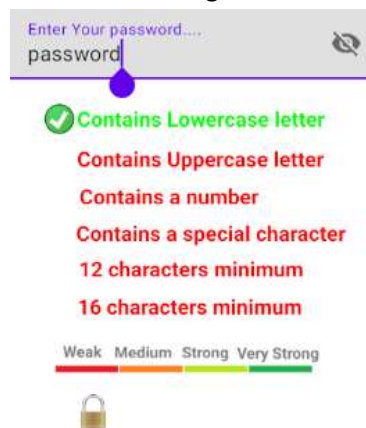 Enter Your password....
password
Contains Lowercase letter
Contains Uppercase letter
Contains a number
Contains a special character
12 characters minimum
16 characters minimum
Weak Medium Strong Very Strong